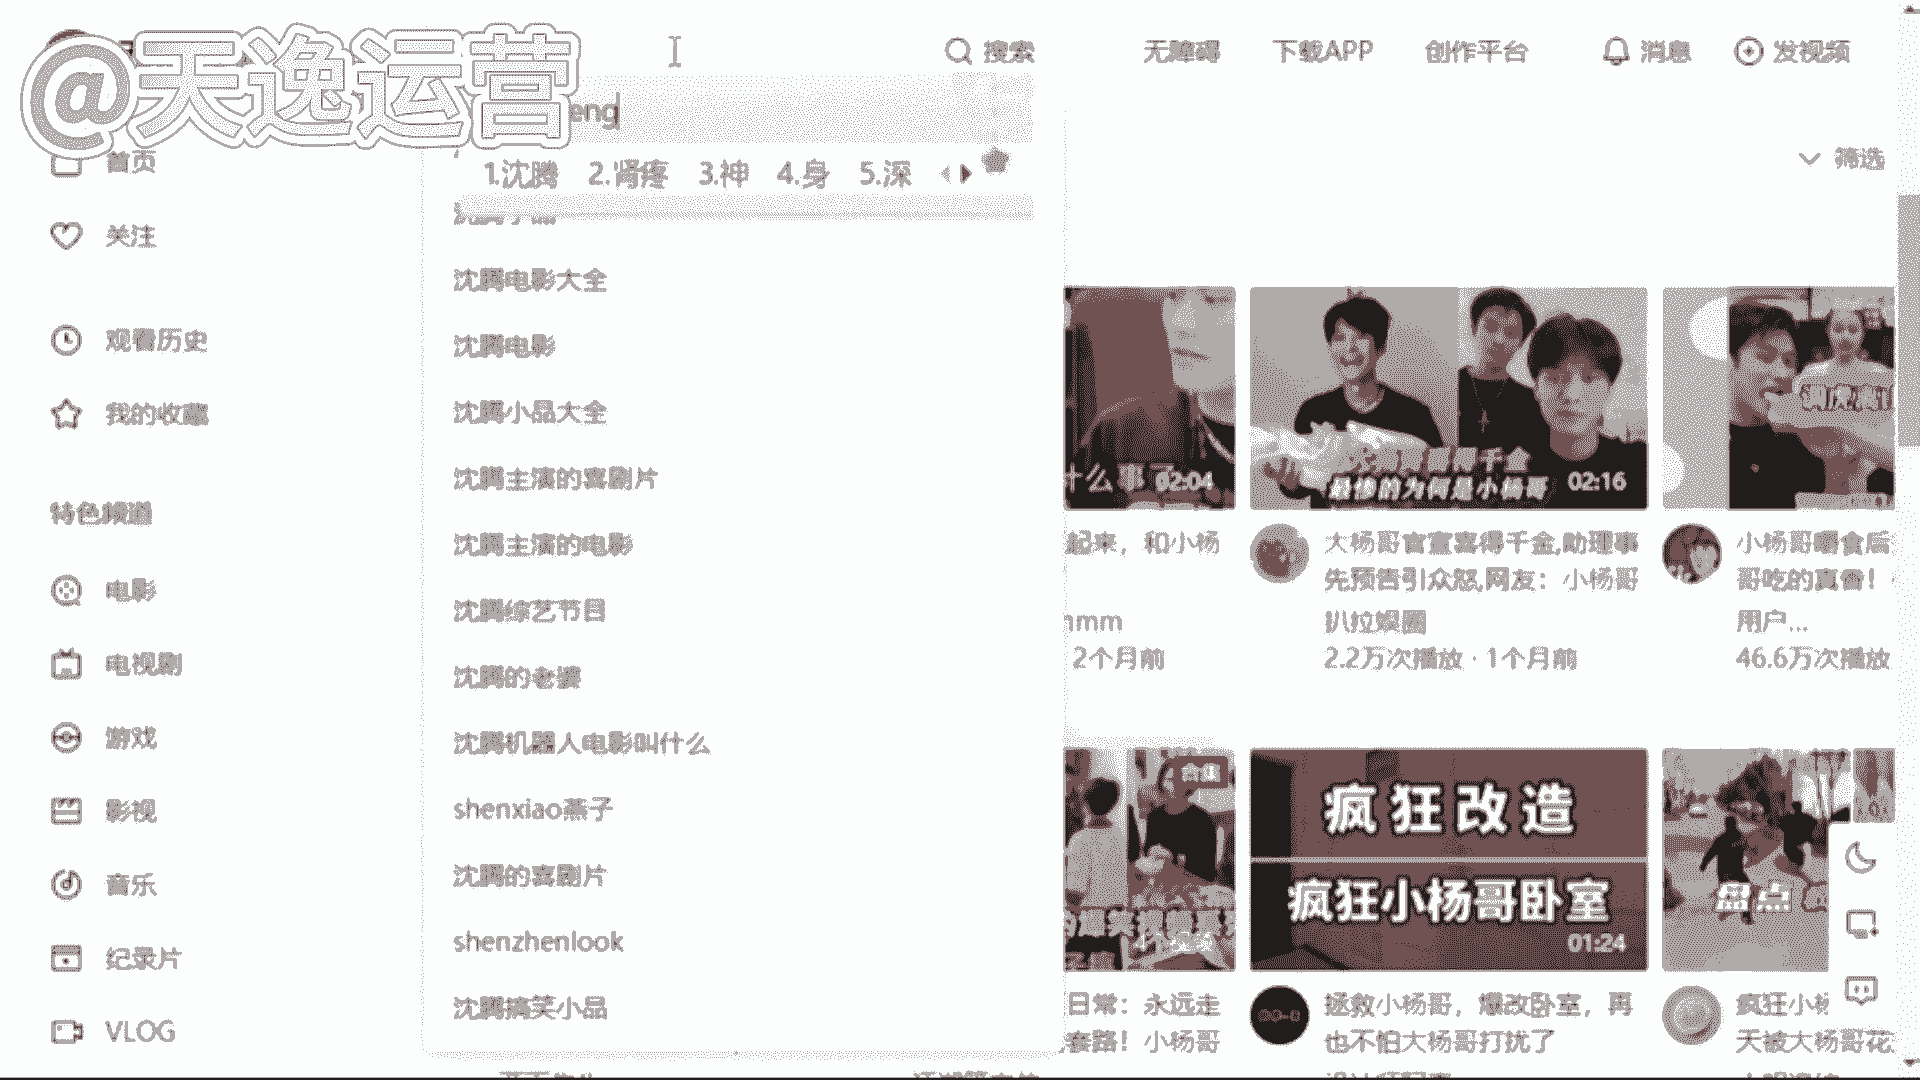 @天逸运营
搜索
无障碍
下载APP
创作平台
消息
发视频
eng
1.沈腾 2.肾疼 3.神 4.身 5.深
筛选
首页
关注
观看历史
我的收藏
特色频道
电影
电视剧
游戏
影视
音乐
纪录片
VLOG
沈腾小品
沈腾电影大全
沈腾电影
沈腾小品大全
沈腾主演的喜剧片
沈腾主演的电影
沈腾综艺节目
沈腾的老婆
沈腾机器人电影叫什么
shenxiao燕子
沈腾的喜剧片
shenzhenlook
沈腾搞笑小品
什么事
02:04
起来，和小杨
mm
2个月前
喜得千金
最惨的为何是小杨哥
02:16
大杨哥官宣喜得千金,助理事
先预告引众怒,网友：小杨哥
扒拉娱圈
2.2万次播放 · 1个月前
小杨哥嚼食后
哥吃的真香！
用户...
46.6万次播放
合集
日常：永远走
套路！小杨哥
疯狂改造
疯狂小杨哥卧室
01:24
拯救小杨哥，爆改卧室，再
也不怕大杨哥打扰了
盘点
疯狂小杨
天被大杨哥花